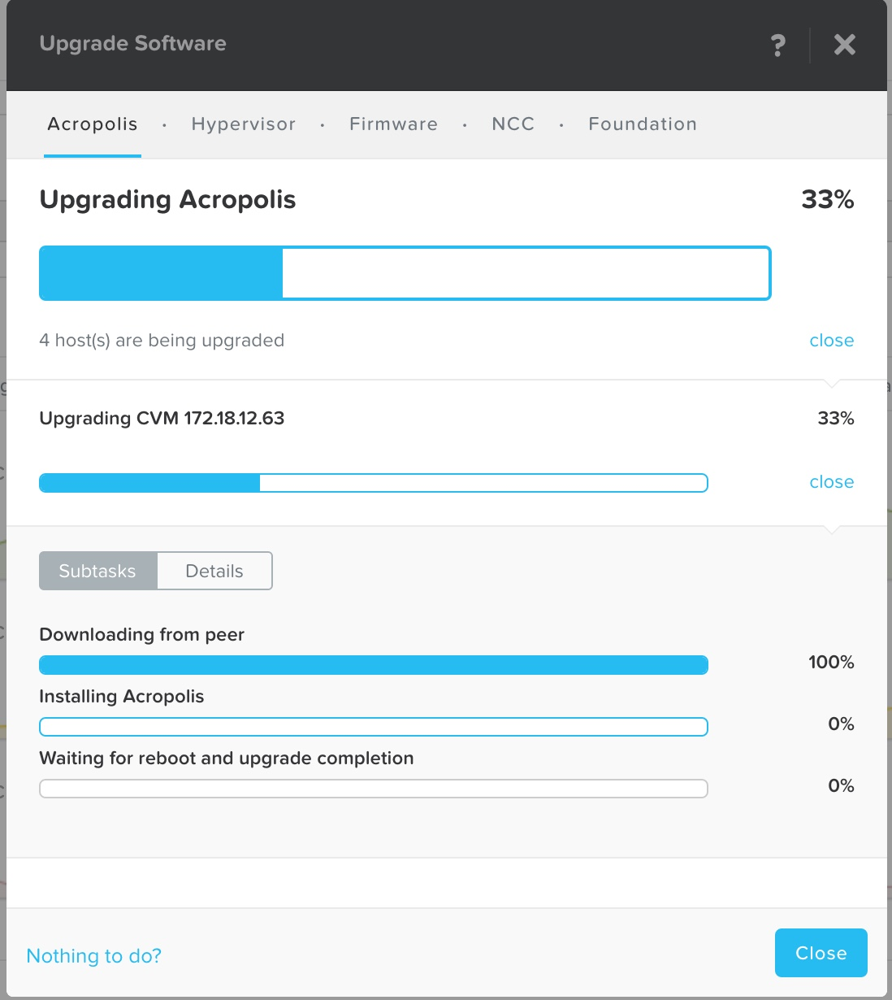 Upgrade Software ?
Acropolis · Hypervisor · Firmware · NCC · Foundation
Upgrading Acropolis 33%
4 host(s) are being upgraded close
Upgrading CVM 172.18.12.63 33%
close
Subtasks Details
Downloading from peer
100%
Installing Acropolis
0%
Waiting for reboot and upgrade completion
0%
Nothing to do? Close